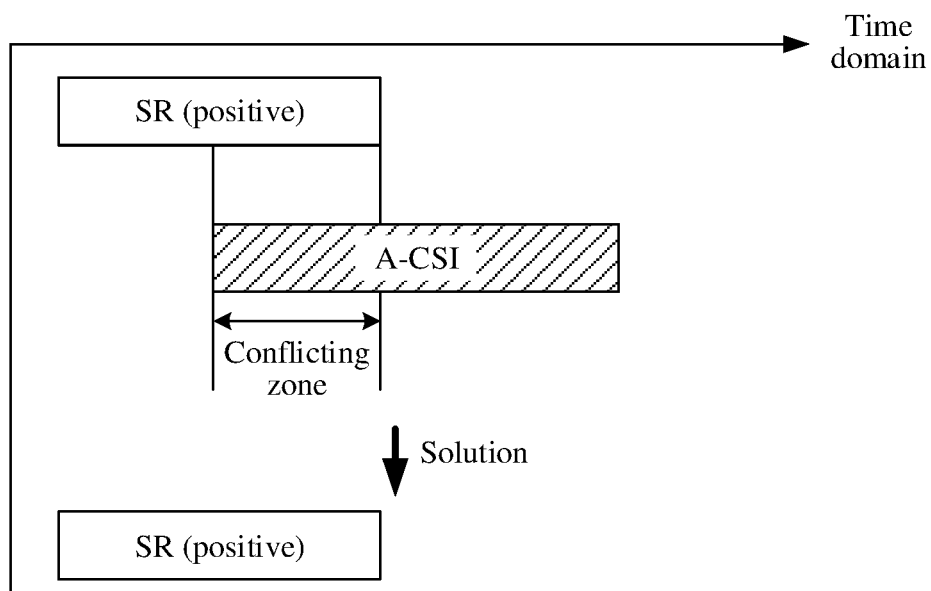 Time
domain
SR (positive)
A-CSI
Conflicting
zone
Solution
SR (positive)